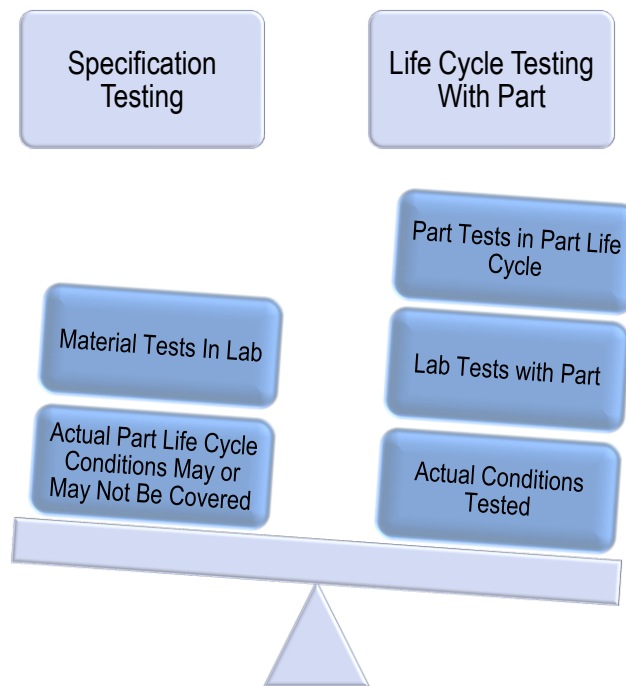 Specification
Testing
Life Cycle Testing
With Part
Part Tests in Part Life
Cycle
Material Tests In Lab
Lab Tests with Part
Actual Part Life Cycle
Conditions May or
May Not Be Covered
Actual Conditions
Tested